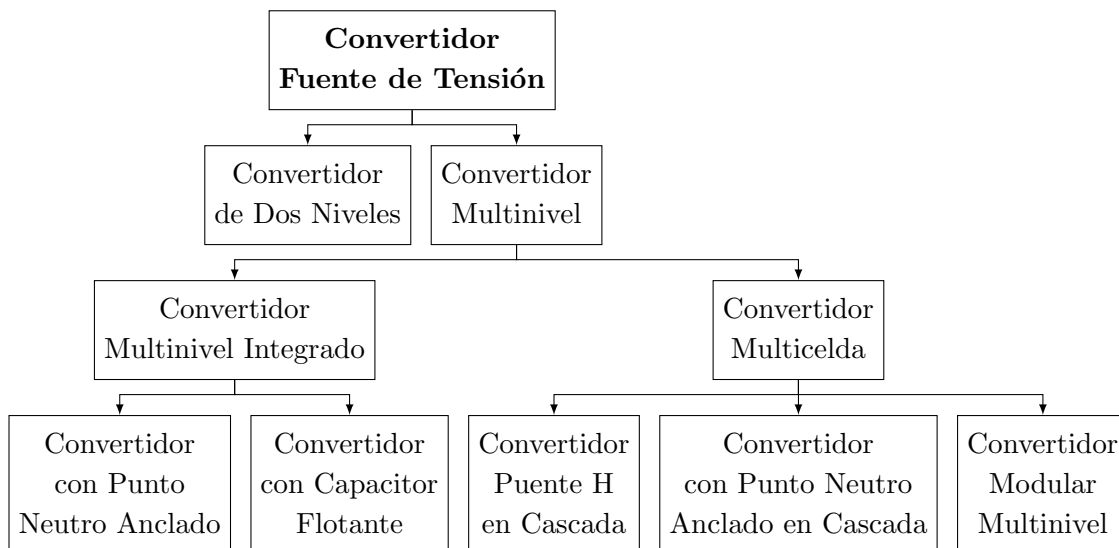 Convertidor
Fuente de Tensión
Convertidor
de Dos Niveles
Convertidor
Multinivel
Convertidor
Multinivel Integrado
Convertidor
Multicelda
Convertidor
con Punto
Neutro Anclado
Convertidor
con Capacitor
Flotante
Convertidor
Puente H
en Cascada
Convertidor
con Punto Neutro
Anclado en Cascada
Convertidor
Modular
Multinivel